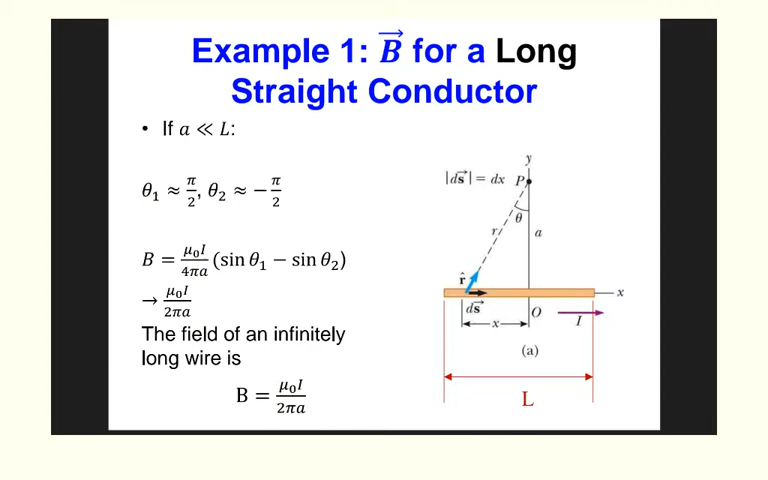 Example 1: B⃗ for a Long
Straight Conductor
• If a ≪ L:
θ₁ ≈ π/2, θ₂ ≈ −π/2
B = μ₀I/4πa (sin θ₁ − sin θ₂)
→ μ₀I/2πa
The field of an infinitely
long wire is
B = μ₀I/2πa
y
|ds⃗| = dx P
θ
r
a
r̂
x
ds⃗
O
x
I
(a)
L